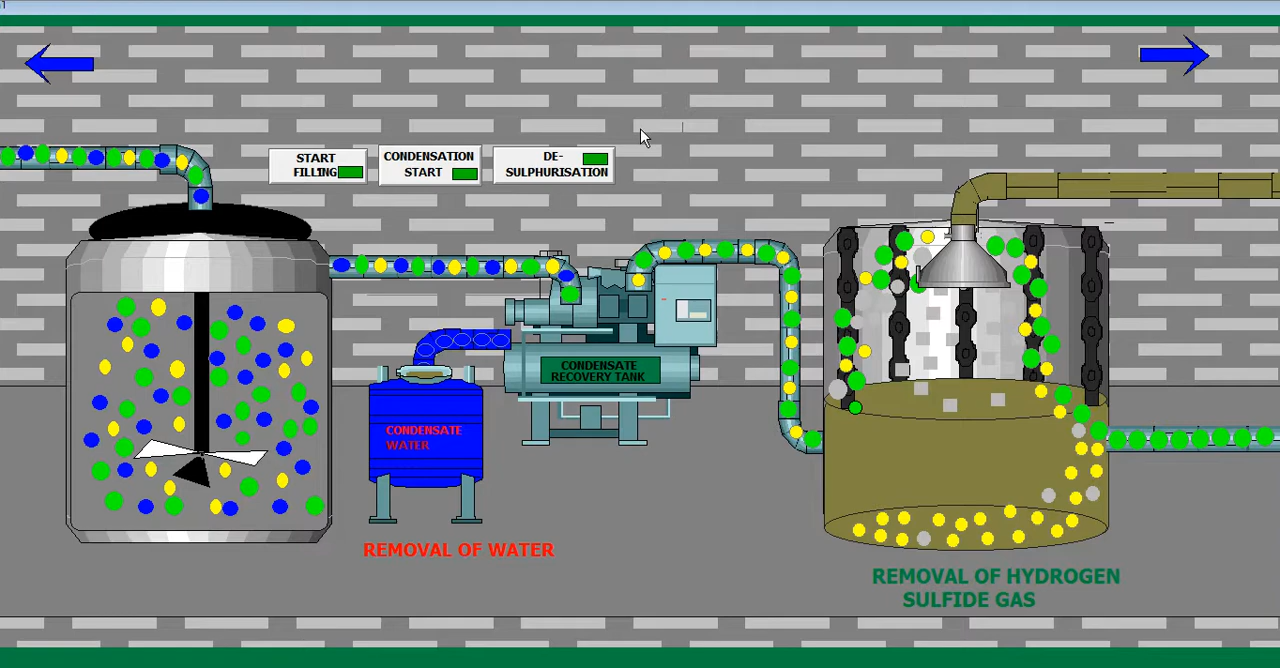 START
FILLING
CONDENSATION
START
DE-
SULPHURISATION
CONDENSATE
RECOVERY TANK
CONDENSATE
WATER
REMOVAL OF WATER
REMOVAL OF HYDROGEN
SULFIDE GAS